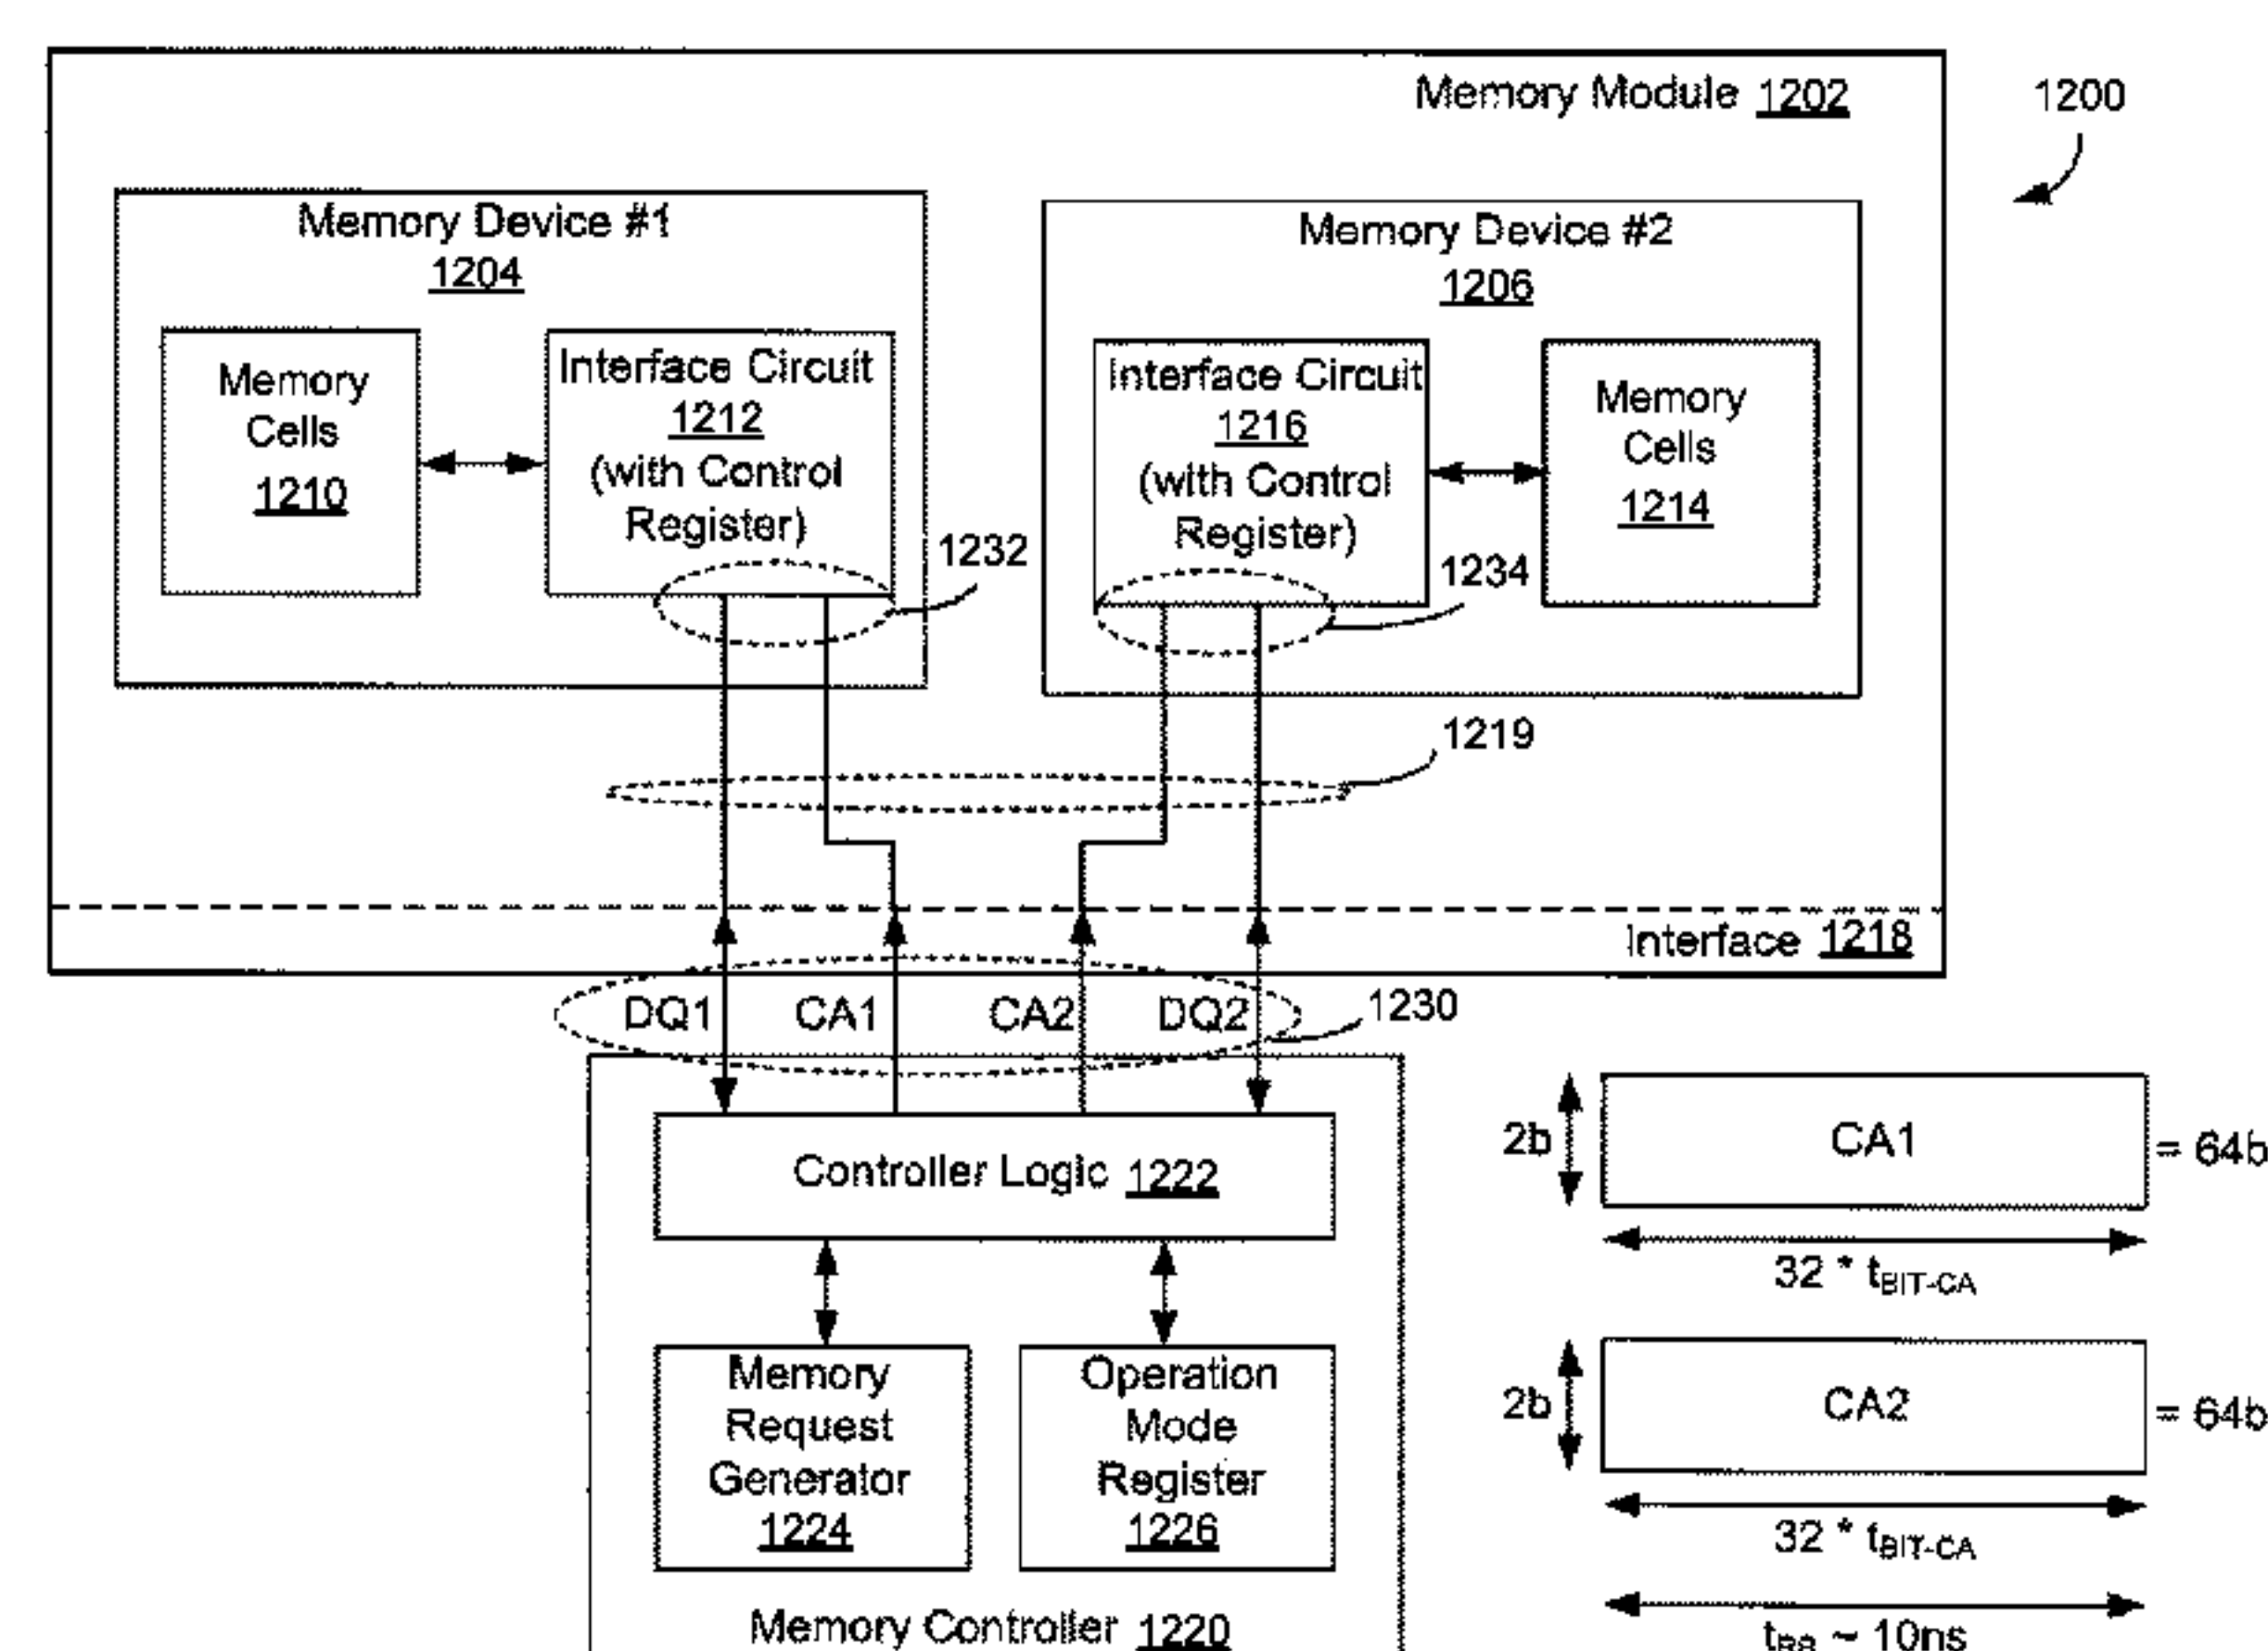 Memory Module 1202
1200
Memory Device #1
1204
Memory
Cells
1210
Interface Circuit
1212
(with Control
Register)
1232
Memory Device #2
1206
Interface Circuit
1216
(with Control
Register)
1234
Memory
Cells
1214
1219
Interface 1218
DQ1 CA1 CA2 DQ2
1230
Controller Logic 1222
Memory
Request
Generator
1224
Operation
Mode
Register
1226
Memory Controller 1220
2b CA1 = 64b
32 * tBIT-CA
2b CA2 = 64b
32 * tBIT-CA
tRR ~ 10ns